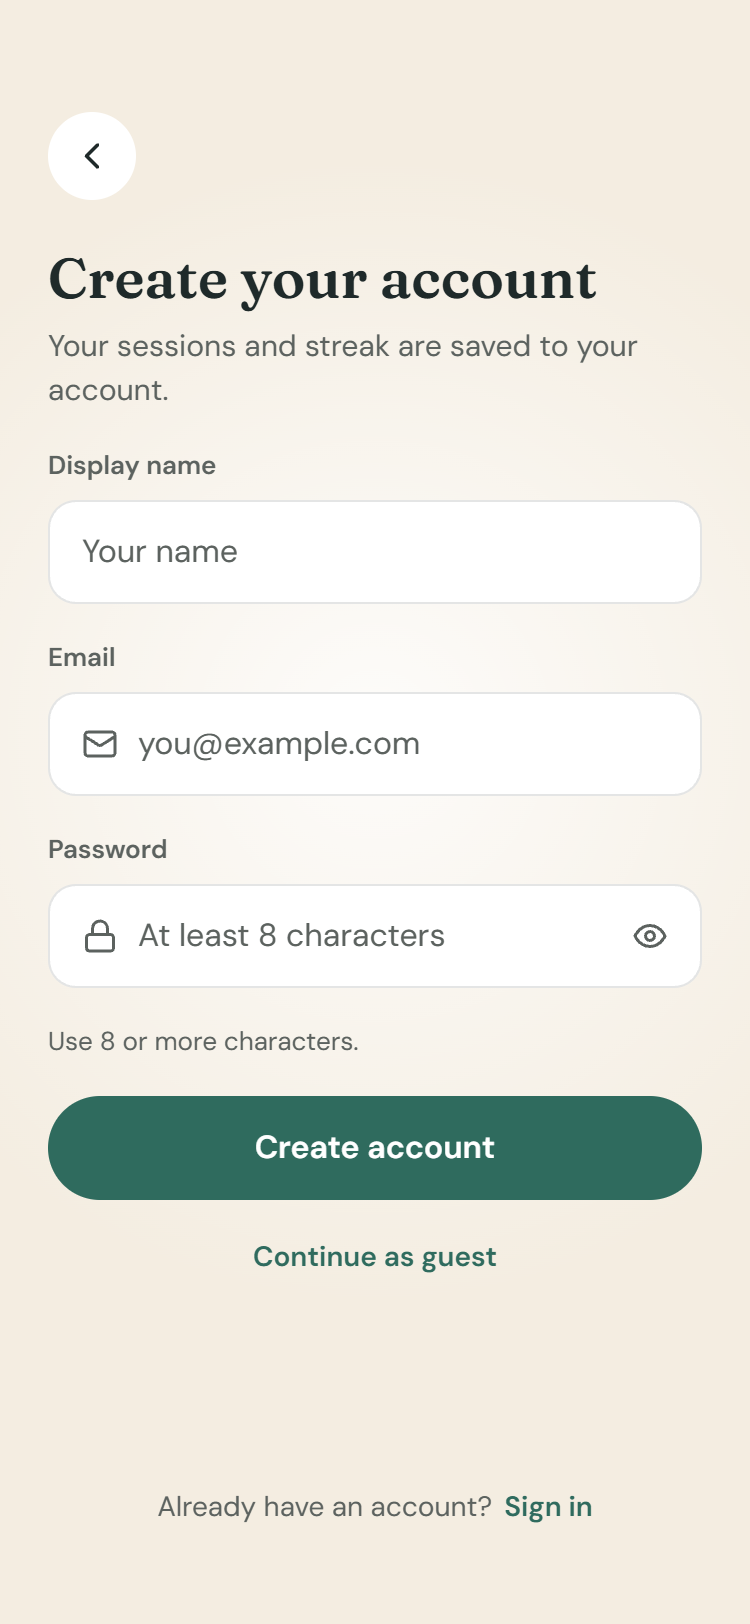 Create your account
Your sessions and streak are saved to your
account.
Display name
Your name
Email
you@example.com
Password
At least 8 characters
Use 8 or more characters.
Create account
Continue as guest
Already have an account? Sign in